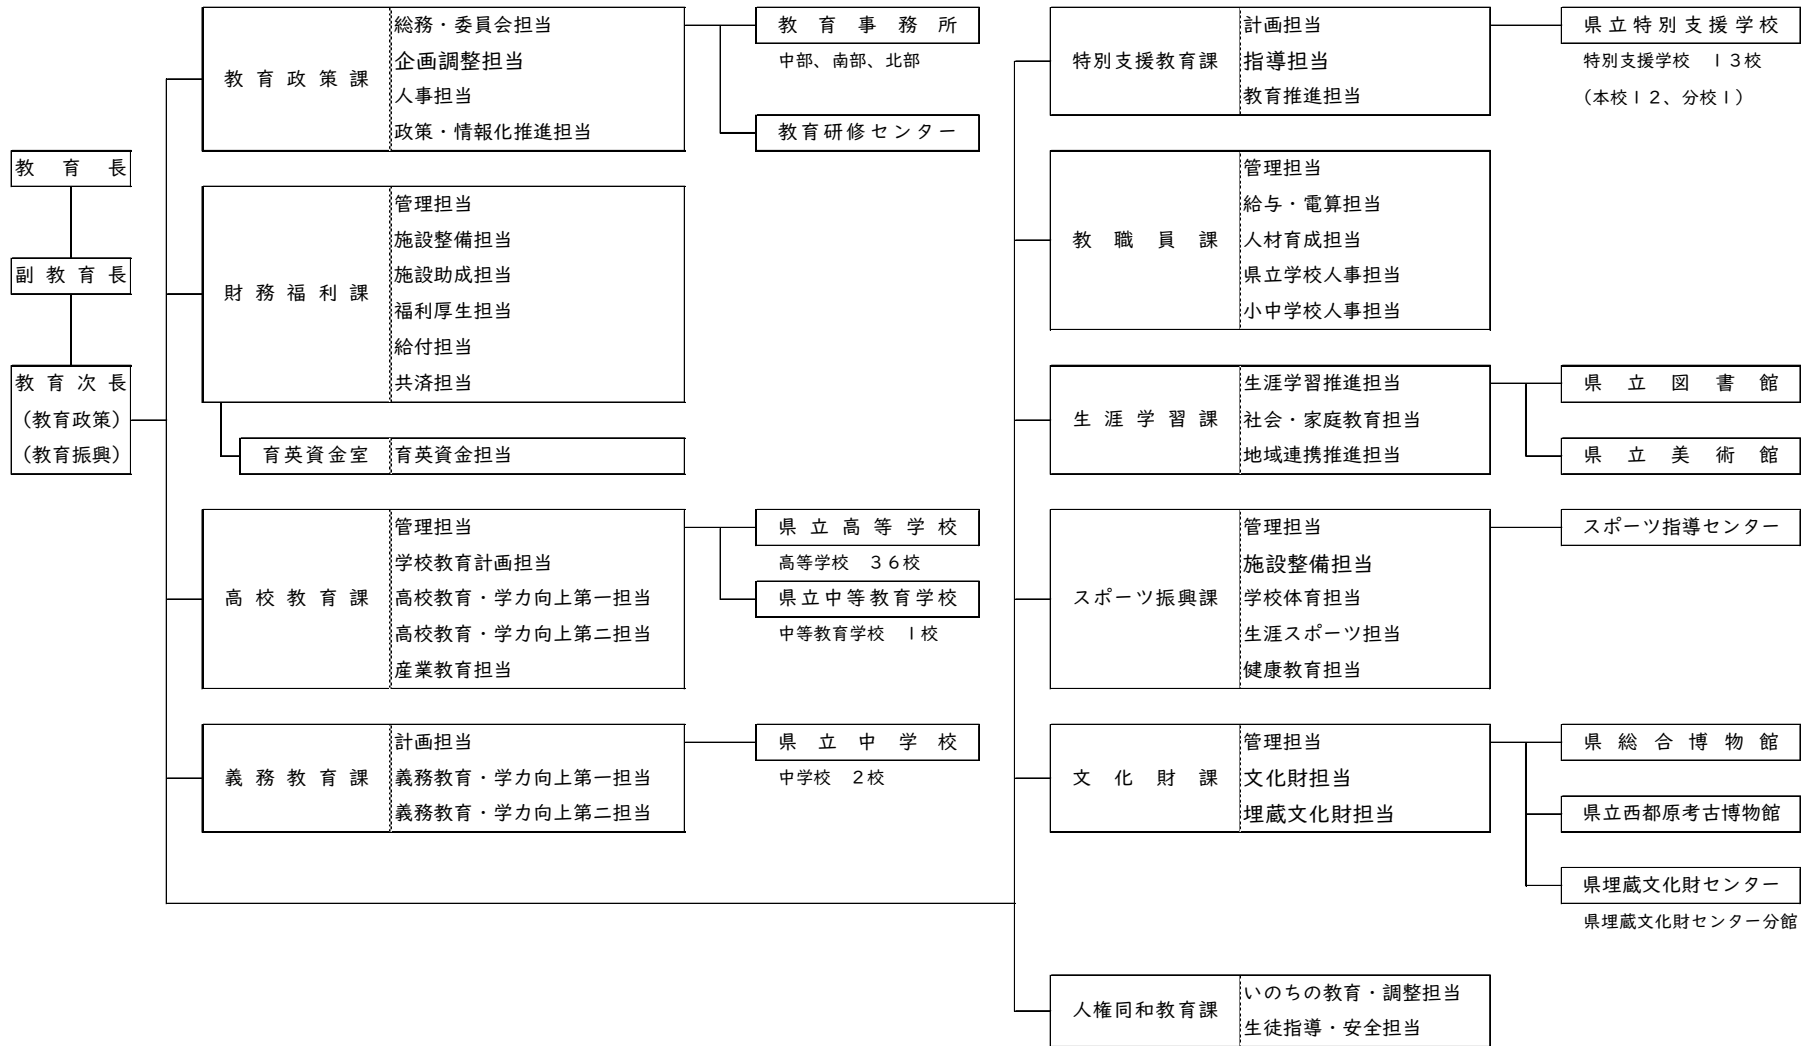 教育長
副教育長
教育次長
（教育政策）
（教育振興）
教育政策課
総務・委員会担当
企画調整担当
人事担当
政策・情報化推進担当
教育事務所
中部、南部、北部
教育研修センター
財務福利課
管理担当
施設整備担当
施設助成担当
福利厚生担当
給付担当
共済担当
育英資金室
育英資金担当
高校教育課
管理担当
学校教育計画担当
高校教育・学力向上第一担当
高校教育・学力向上第二担当
産業教育担当
県立高等学校
高等学校　３６校
県立中等教育学校
中等教育学校　１校
義務教育課
計画担当
義務教育・学力向上第一担当
義務教育・学力向上第二担当
県立中学校
中学校　２校
特別支援教育課
計画担当
指導担当
教育推進担当
県立特別支援学校
特別支援学校　１３校
（本校１２、分校１）
教職員課
管理担当
給与・電算担当
人材育成担当
県立学校人事担当
小中学校人事担当
生涯学習課
生涯学習推進担当
社会・家庭教育担当
地域連携推進担当
県立図書館
県立美術館
スポーツ振興課
管理担当
施設整備担当
学校体育担当
生涯スポーツ担当
健康教育担当
スポーツ指導センター
文化財課
管理担当
文化財担当
埋蔵文化財担当
県総合博物館
県立西都原考古博物館
県埋蔵文化財センター
県埋蔵文化財センター分館
人権同和教育課
いのちの教育・調整担当
生徒指導・安全担当